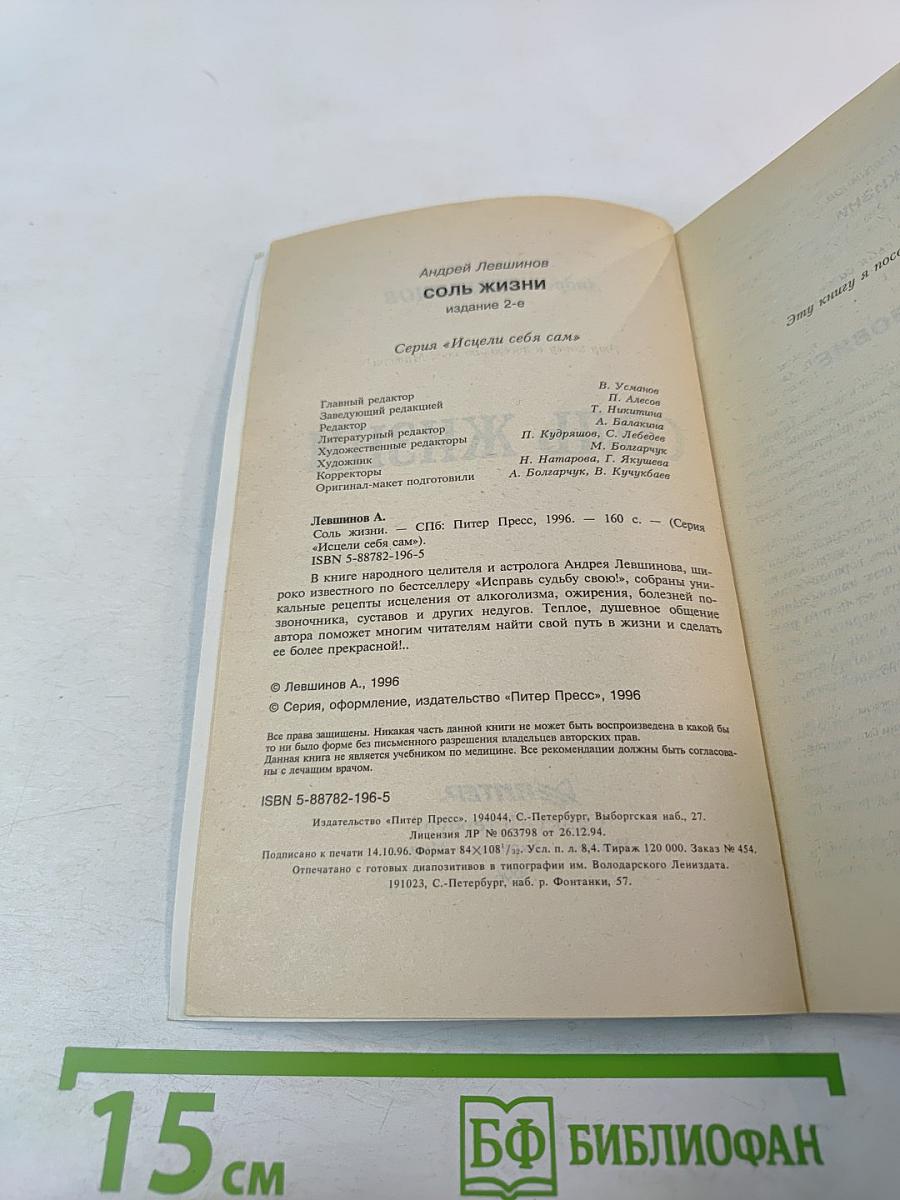 Андрей Левшинов
СОЛЬ ЖИЗНИ
издание 2-е
Серия «Исцели себя сам»
Главный редактор В. Усманов
Заведующий редакцией П. Алесов
Редактор Т. Никитина
Литературный редактор А. Балакина
Художественные редакторы П. Кудряшов, С. Лебедев
Художник М. Болгарчук
Корректоры Н. Натарова, Г. Якушева
Оригинал-макет подготовили А. Болгарчук, В. Кучукбаев
Левшинов А.
Соль жизни. — СПб: Питер Пресс, 1996. — 160 с. — (Серия
«Исцели себя сам»).
ISBN 5-88782-196-5
В книге народного целителя и астролога Андрея Левшинова, ши-
роко известного по бестселлеру «Исправь судьбу свою!», собраны уни-
кальные рецепты исцеления от алкоголизма, ожирения, болезней по-
звоночника, суставов и других недугов. Теплое, душевное общение
автора поможет многим читателям найти свой путь в жизни и сделать
ее более прекрасной!..
© Левшинов А., 1996
© Серия, оформление, издательство «Питер Пресс», 1996
Все права защищены. Никакая часть данной книги не может быть воспроизведена в какой бы
то ни было форме без письменного разрешения владельцев авторских прав.
Данная книга не является учебником по медицине. Все рекомендации должны быть согласова-
ны с лечащим врачом.
ISBN 5-88782-196-5
Издательство «Питер Пресс». 194044, С.-Петербург, Выборгская наб., 27.
Лицензия ЛР № 063798 от 26.12.94.
Подписано к печати 14.10.96. Формат 84×108¹/₃₂. Усл. п. л. 8,4. Тираж 120 000. Заказ № 454.
Отпечатано с готовых диапозитивов в типографии им. Володарского Лениздата.
191023, С.-Петербург, наб. р. Фонтанки, 57.
Эту книгу я
15 см
БФ БИБЛИОФАН